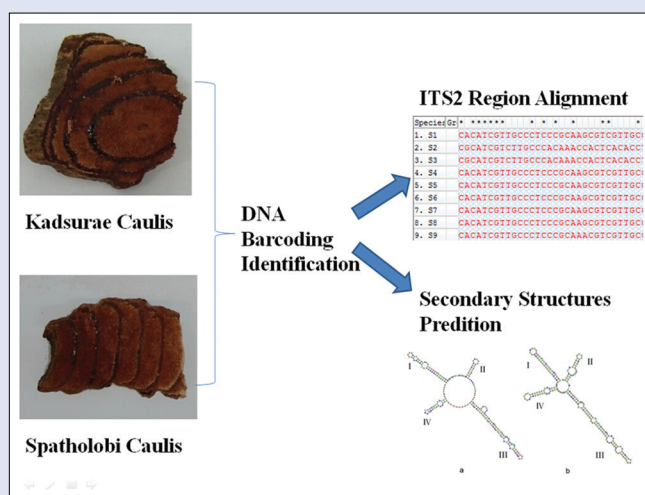 Kadsurae Caulis
Spatholobi Caulis
DNA
Barcoding
Identification
ITS2 Region Alignment
Species Gr * ****** * * * * ** *
1. S1 CACATCGTTGCCCTCCCGCAAGCGTCGTTGC
2. S2 CGCATCGTCTTGCCCACAAACCACTCACACC
3. S3 CGCATCGTCTTGCCCACAAACCACTCACACC
4. S4 CACATCGTTGCCCTCCCGCAAACGTCGTTGC
5. S5 CACATCGTTGCCCTCCCGCAAGCGTCGTTGC
6. S6 CACATCGTTGCCCTCCCGCAAGCGTCGTTGC
7. S7 CACATCGTTGCCCTCCCGCAAGCGTCGTTGC
8. S8 CACATCGTTGCCCTCCCGCAAGCGTCGTTGC
9. S9 CACATCGTTGCCCTCCCGCAAACGTCGTTGC
Secondary Structures
Predition
I
II
IV
III
a
I
II
IV
III
b